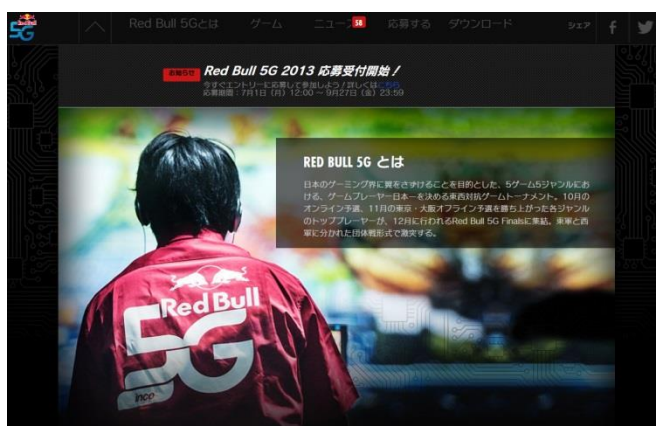 5G
Red Bull 5Gとは
ゲーム
ニュース
58
応募する
ダウンロード
シェア
お知らせ
Red Bull 5G 2013 応募受付開始！
今すぐエントリーに応募して参加しよう！詳しくはこちら
応募期間：7月1日（月）12:00 ～ 9月27日（金）23:59
RED BULL 5G とは
日本のゲーミング界に翼をさずけることを目的とした、5ゲーム5ジャンルにお
ける、ゲームプレーヤー日本一を決める東西対抗ゲームトーナメント。10月の
オンライン予選、11月の東京・大阪オフライン予選を勝ち上がった各ジャンル
のトッププレーヤーが、12月に行われるRed Bull 5G Finalsに集結。東軍と西
軍に分かれた団体戦形式で激突する。
Red Bull
5G